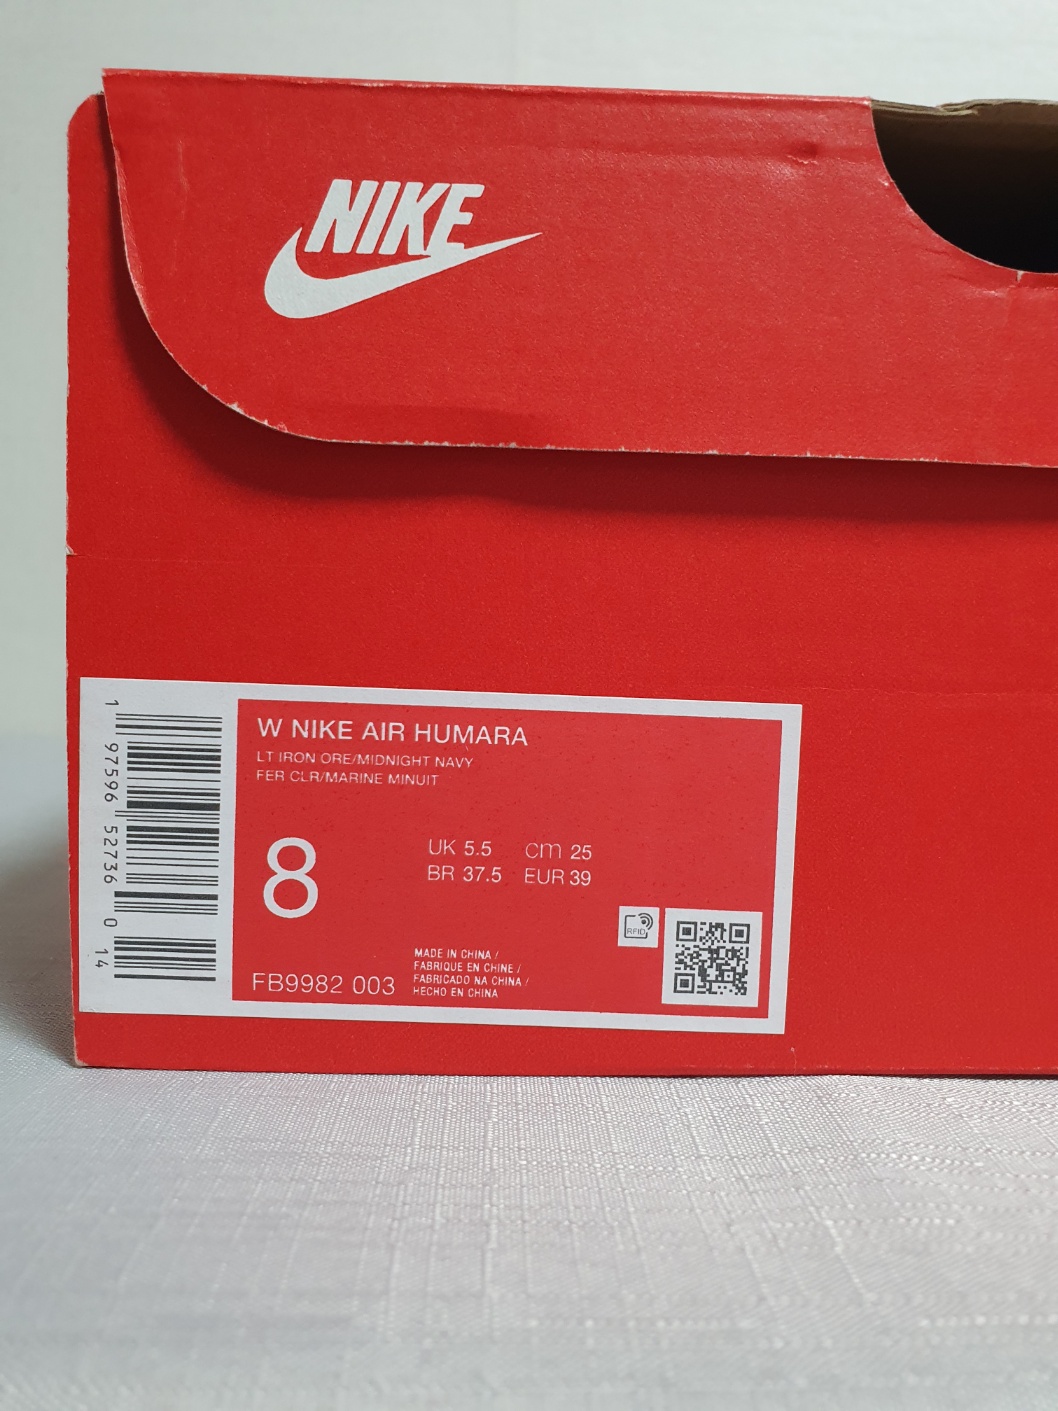 NIKE
W NIKE AIR HUMARA
LT IRON ORE/MIDNIGHT NAVY
FER CLR/MARINE MINUIT
8
UK 5.5 cm 25
BR 37.5 EUR 39
RFID
MADE IN CHINA /
FABRIQUE EN CHINE /
FABRICADO NA CHINA /
HECHO EN CHINA
FB9982 003
1 97596 52736 0 14